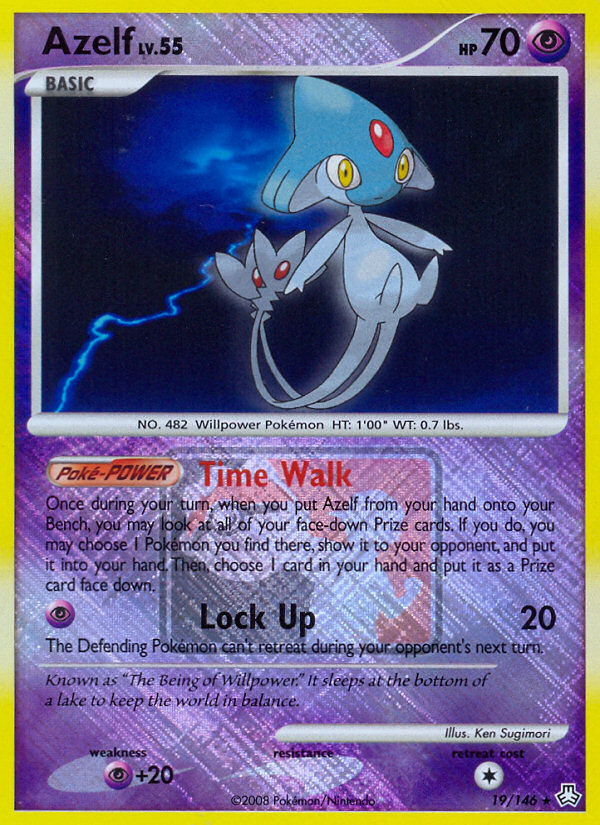 Azelf LV.55 HP 70
BASIC
NO. 482 Willpower Pokémon HT: 1'00" WT: 0.7 lbs.
Poké-POWER Time Walk
Once during your turn, when you put Azelf from your hand onto your
Bench, you may look at all of your face-down Prize cards. If you do, you
may choose 1 Pokémon you find there, show it to your opponent, and put
it into your hand. Then, choose 1 card in your hand and put it as a Prize
card face down.
Lock Up 20
The Defending Pokémon can't retreat during your opponent's next turn.
Known as "The Being of Willpower." It sleeps at the bottom of
a lake to keep the world in balance.
Illus. Ken Sugimori
weakness resistance retreat cost
+20
©2008 Pokémon/Nintendo 19/146 ★